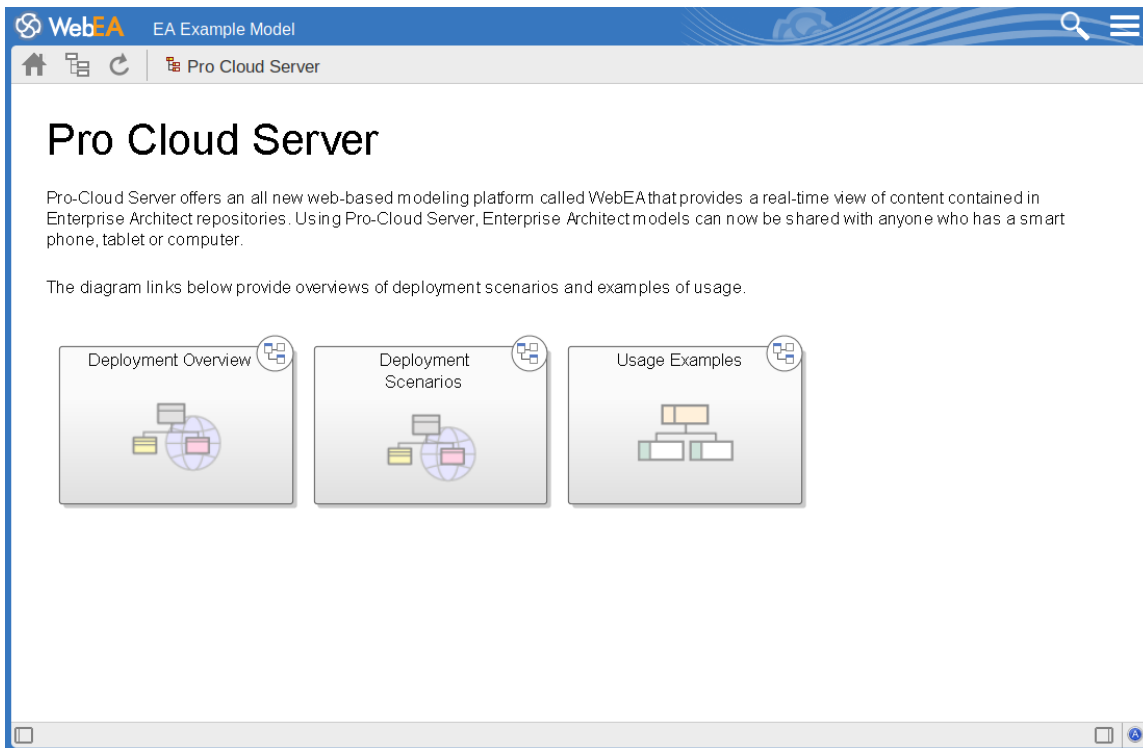 WebEA EA Example Model
Pro Cloud Server
Pro Cloud Server
Pro-Cloud Server offers an all new web-based modeling platform called WebEA that provides a real-time view of content contained in
Enterprise Architect repositories. Using Pro-Cloud Server, Enterprise Architect models can now be shared with anyone who has a smart
phone, tablet or computer.
The diagram links below provide overviews of deployment scenarios and examples of usage.
Deployment Overview
Deployment
Scenarios
Usage Examples
A